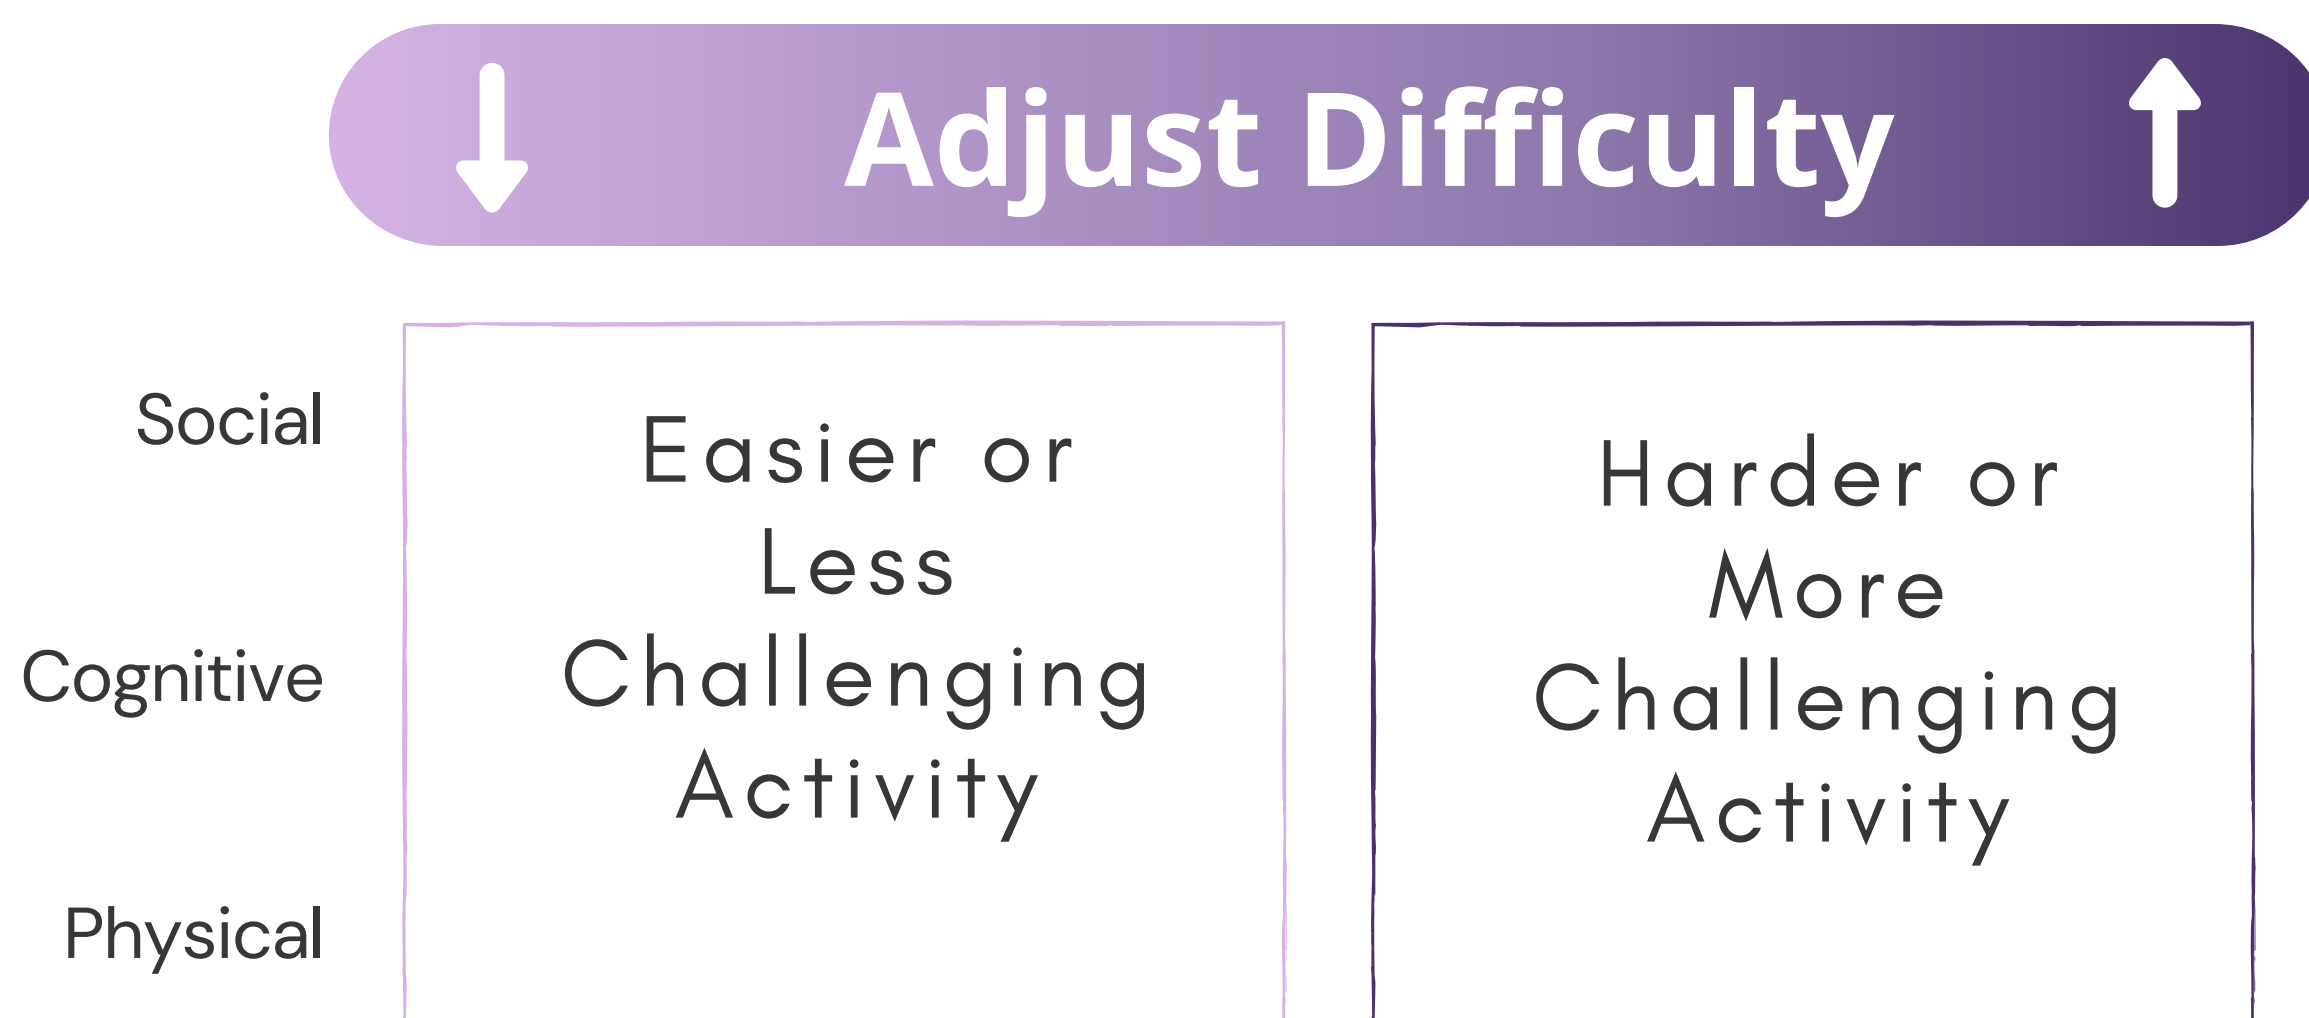 Adjust Difficulty
Social
Cognitive
Physical
Easier or
Less
Challenging
Activity
Harder or
More
Challenging
Activity